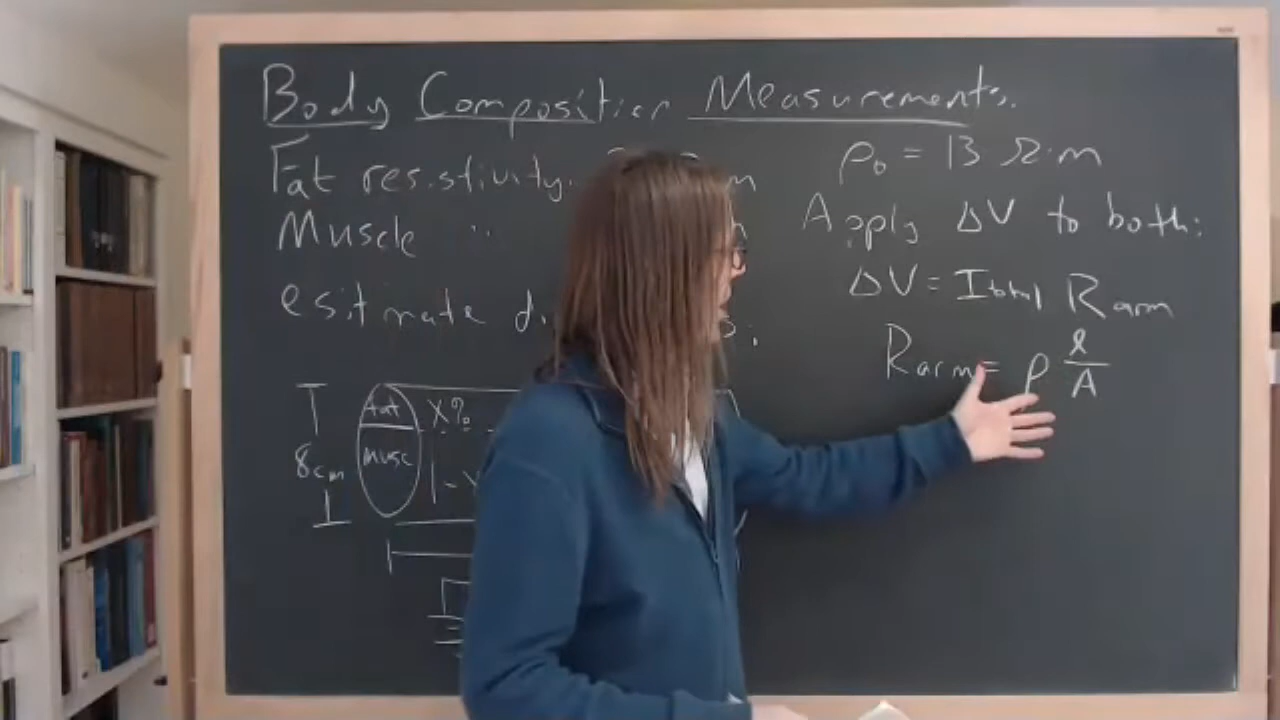 Body Composition Measurements.
Fat resistivity. m
Muscle "
estimate
fat X%
8cm musc 1-
ρ₀ = 13 Ω·m
Apply ΔV to both:
ΔV = Itotal Rarm
Rarm = ρ ℓ/A